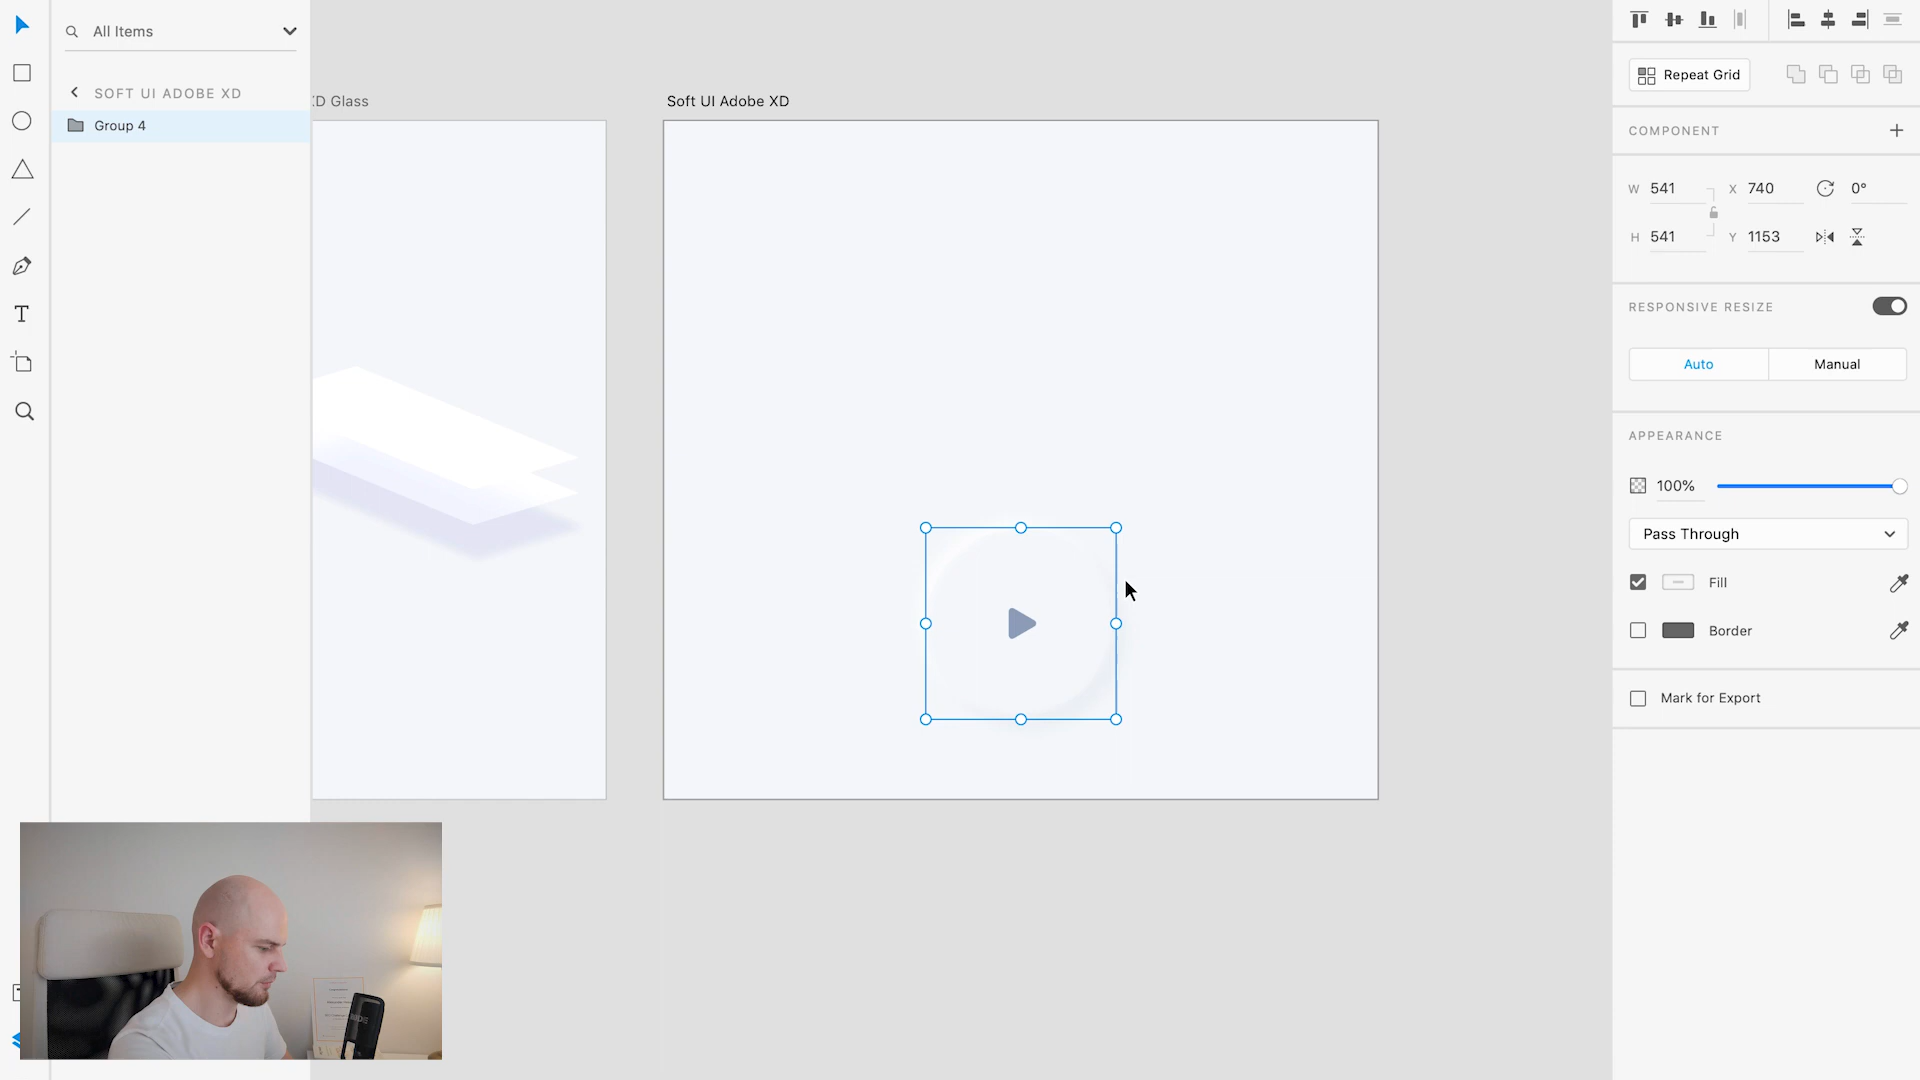 All Items
SOFT UI ADOBE XD
Group 4
XD Glass
Soft UI Adobe XD
Repeat Grid
COMPONENT
W 541 X 740 0°
H 541 Y 1153
RESPONSIVE RESIZE
Auto Manual
APPEARANCE
100%
Pass Through
Fill
Border
Mark for Export